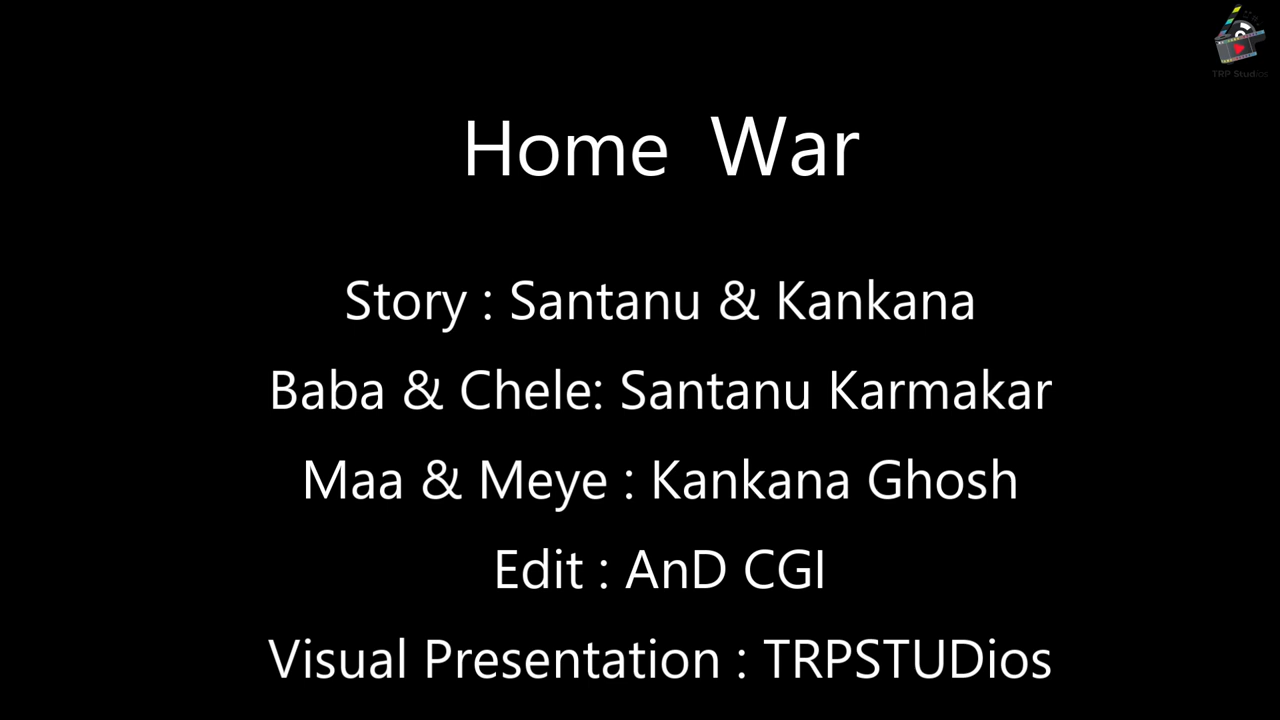 TRP Studios
Home War
Story : Santanu & Kankana
Baba & Chele: Santanu Karmakar
Maa & Meye : Kankana Ghosh
Edit : AnD CGI
Visual Presentation : TRPSTUDios